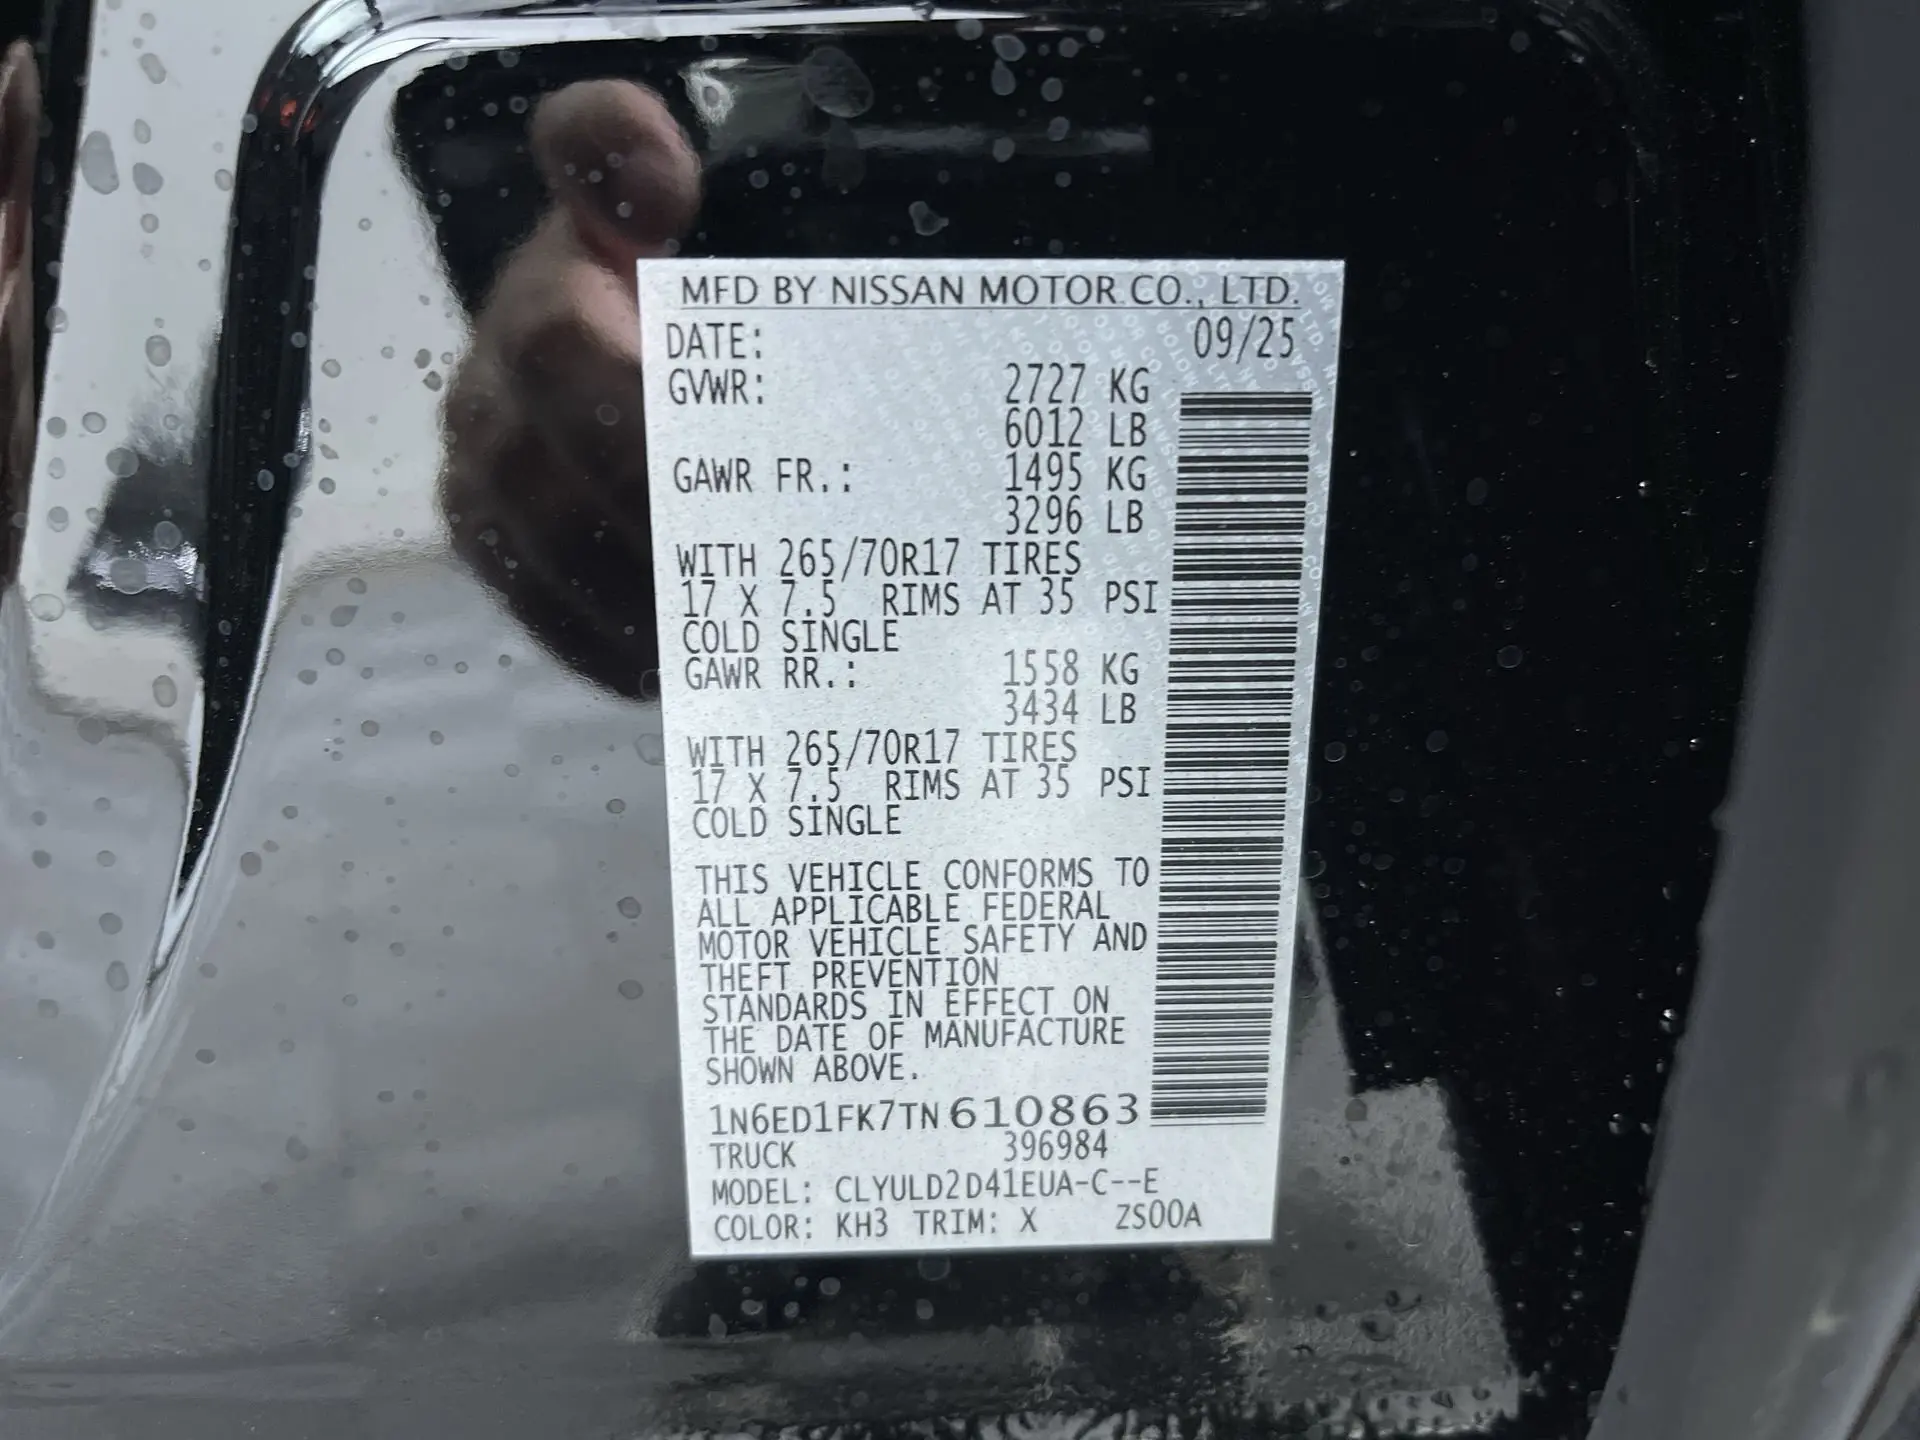 MFD BY NISSAN MOTOR CO., LTD.
DATE: 09/25
GVWR: 2727 KG
6012 LB
GAWR FR.: 1495 KG
3296 LB
WITH 265/70R17 TIRES
17 X 7.5 RIMS AT 35 PSI
COLD SINGLE
GAWR RR.: 1558 KG
3434 LB
WITH 265/70R17 TIRES
17 X 7.5 RIMS AT 35 PSI
COLD SINGLE
THIS VEHICLE CONFORMS TO
ALL APPLICABLE FEDERAL
MOTOR VEHICLE SAFETY AND
THEFT PREVENTION
STANDARDS IN EFFECT ON
THE DATE OF MANUFACTURE
SHOWN ABOVE.
1N6ED1FK7TN610863
TRUCK 396984
MODEL: CLYULD2D41EUA-C--E
COLOR: KH3 TRIM: X ZS00A